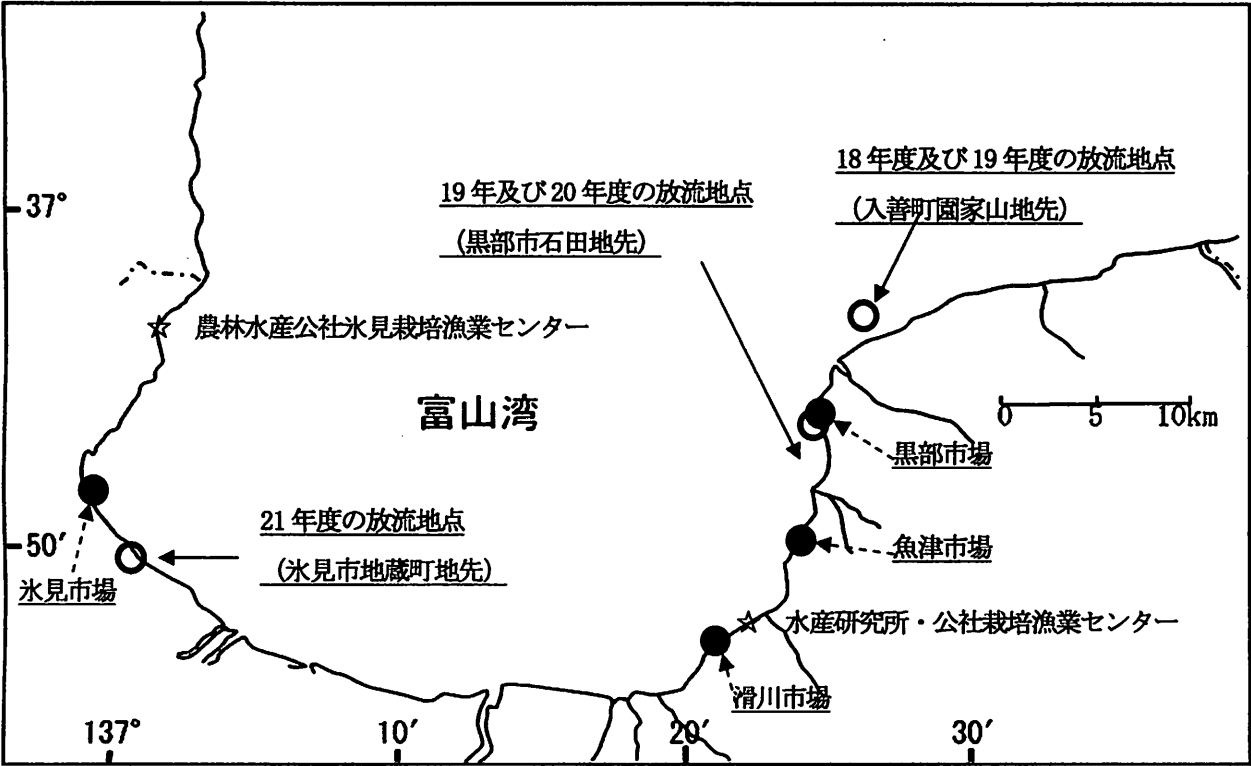 18年度及び19年度の放流地点
（入善町園家山地先）
19年及び20年度の放流地点
（黒部市石田地先）
37°
農林水産公社氷見栽培漁業センター
富山湾
0 5 10km
黒部市場
21年度の放流地点
（氷見市地蔵町地先）
50′
魚津市場
氷見市場
水産研究所・公社栽培漁業センター
滑川市場
137° 10′ 20′ 30′